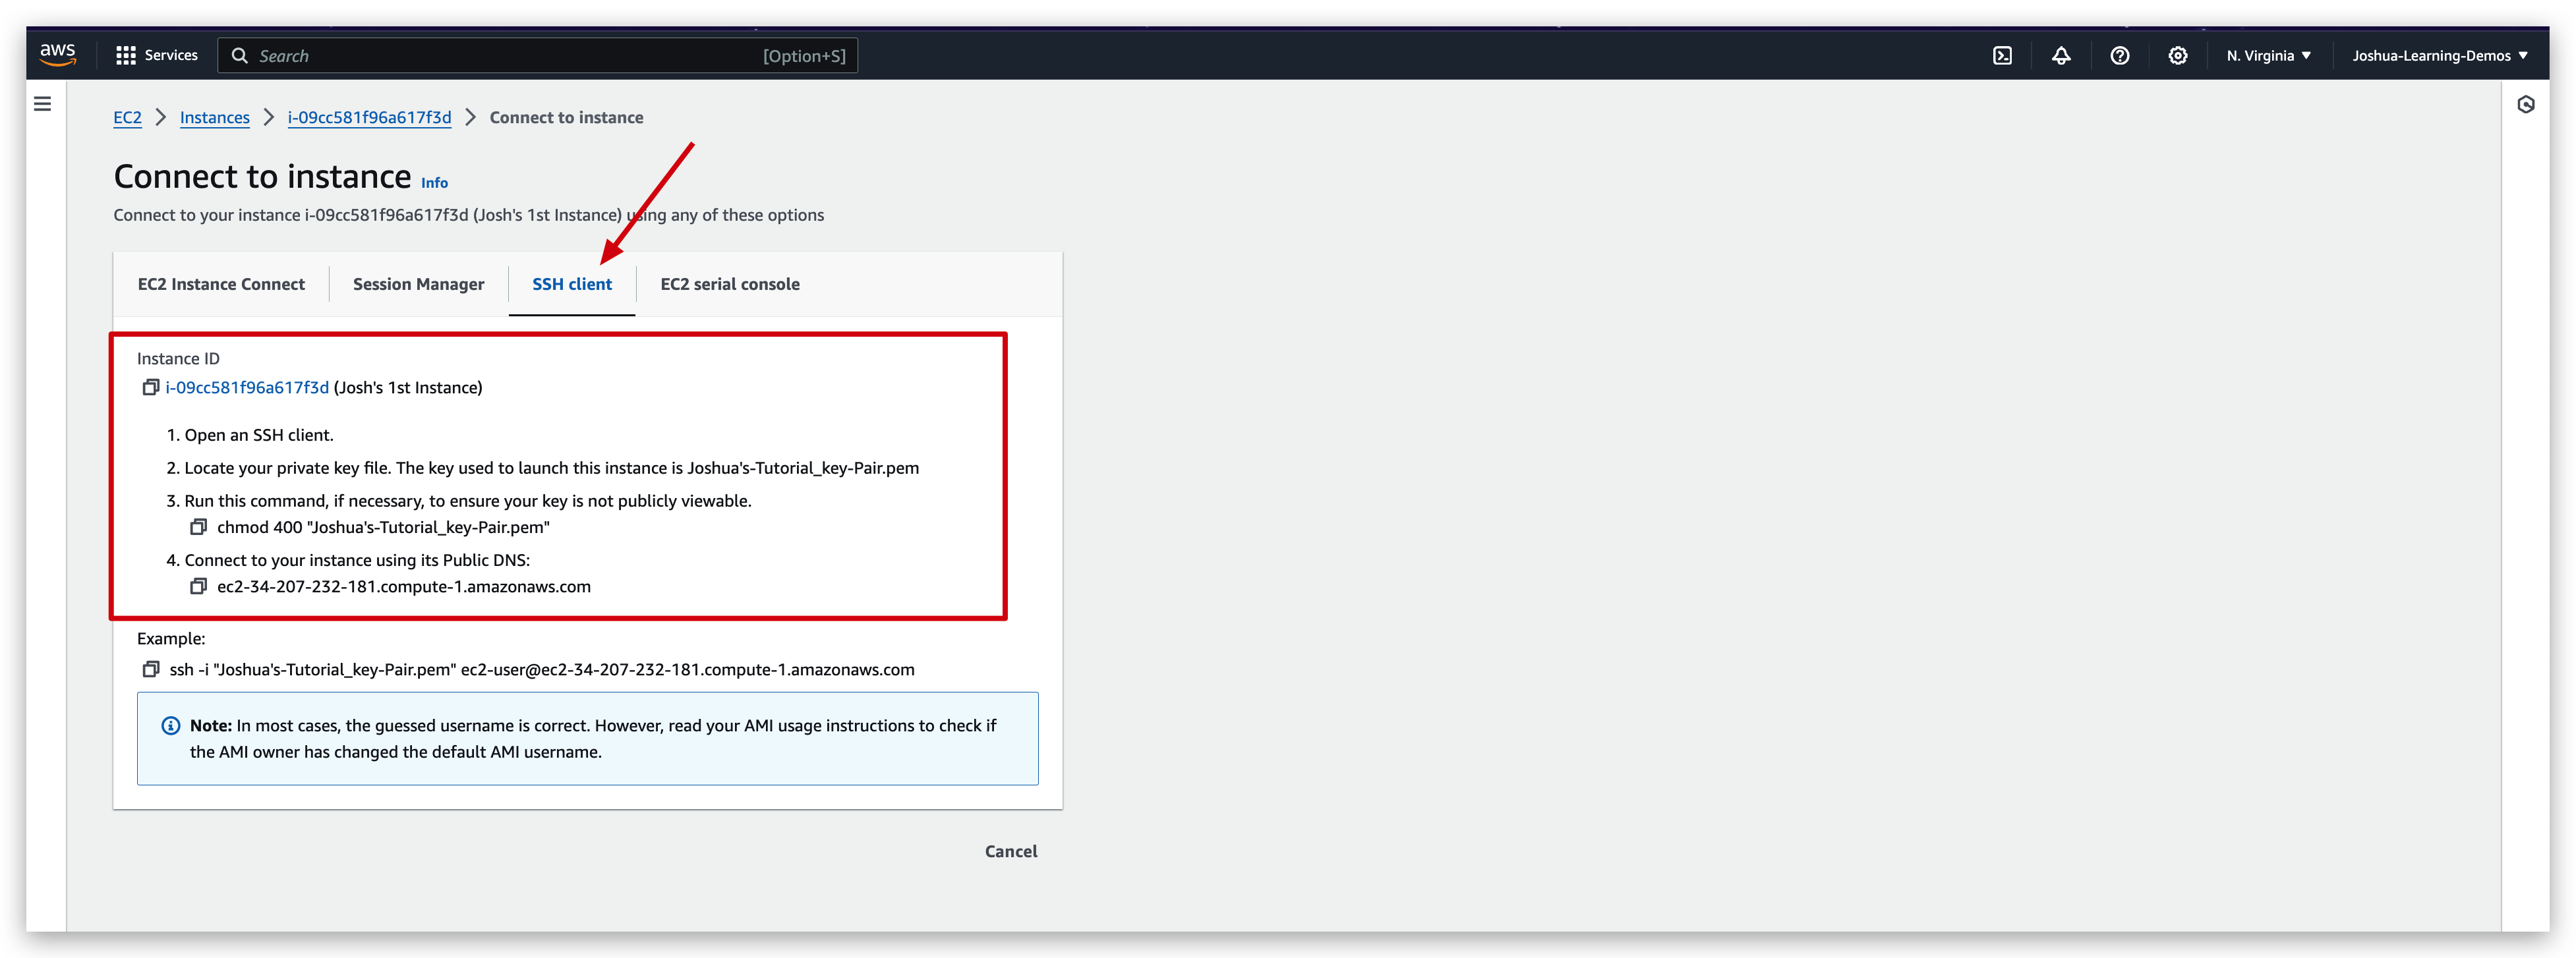 aws
Services
Search
[Option+S]
N. Virginia
Joshua-Learning-Demos
EC2 > Instances > i-09cc581f96a617f3d > Connect to instance
Connect to instance Info
Connect to your instance i-09cc581f96a617f3d (Josh's 1st Instance) using any of these options
EC2 Instance Connect
Session Manager
SSH client
EC2 serial console
Instance ID
i-09cc581f96a617f3d (Josh's 1st Instance)
1. Open an SSH client.
2. Locate your private key file. The key used to launch this instance is Joshua's-Tutorial_key-Pair.pem
3. Run this command, if necessary, to ensure your key is not publicly viewable.
chmod 400 "Joshua's-Tutorial_key-Pair.pem"
4. Connect to your instance using its Public DNS:
ec2-34-207-232-181.compute-1.amazonaws.com
Example:
ssh -i "Joshua's-Tutorial_key-Pair.pem" ec2-user@ec2-34-207-232-181.compute-1.amazonaws.com
Note: In most cases, the guessed username is correct. However, read your AMI usage instructions to check if
the AMI owner has changed the default AMI username.
Cancel